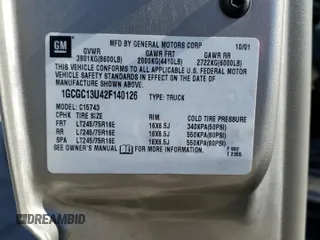 GM
MFD BY GENERAL MOTORS CORP 10/01
GVWR GAWR FRT GAWR RR
3901KG(8600LB) 2000KG(4410LB) 2722KG(6000LB)
THIS VEHICLE CONFORMS TO ALL APPLICABLE U.S. FEDERAL
MOTOR VEHICLE SAFETY STANDARDS IN
EFFECT ON THE DATE OF MANUFACTURE SHOWN ABOVE.
1GCGC13U42F140126 TYPE: TRUCK
MODEL: C15743
CPHK TIRE SIZE RIM COLD TIRE PRESSURE
FRT LT245/75R16E 16X6.5J 340KPA(50PSI)
RR LT245/75R16E 16X6.5J 550KPA(80PSI)
SPA LT245/75R16E 16X6.5J 550KPA(80PSI)
SEE OWNER'S MANUAL FOR ADDITIONAL INFORMATION.
AUTO
RDBIDMASTER